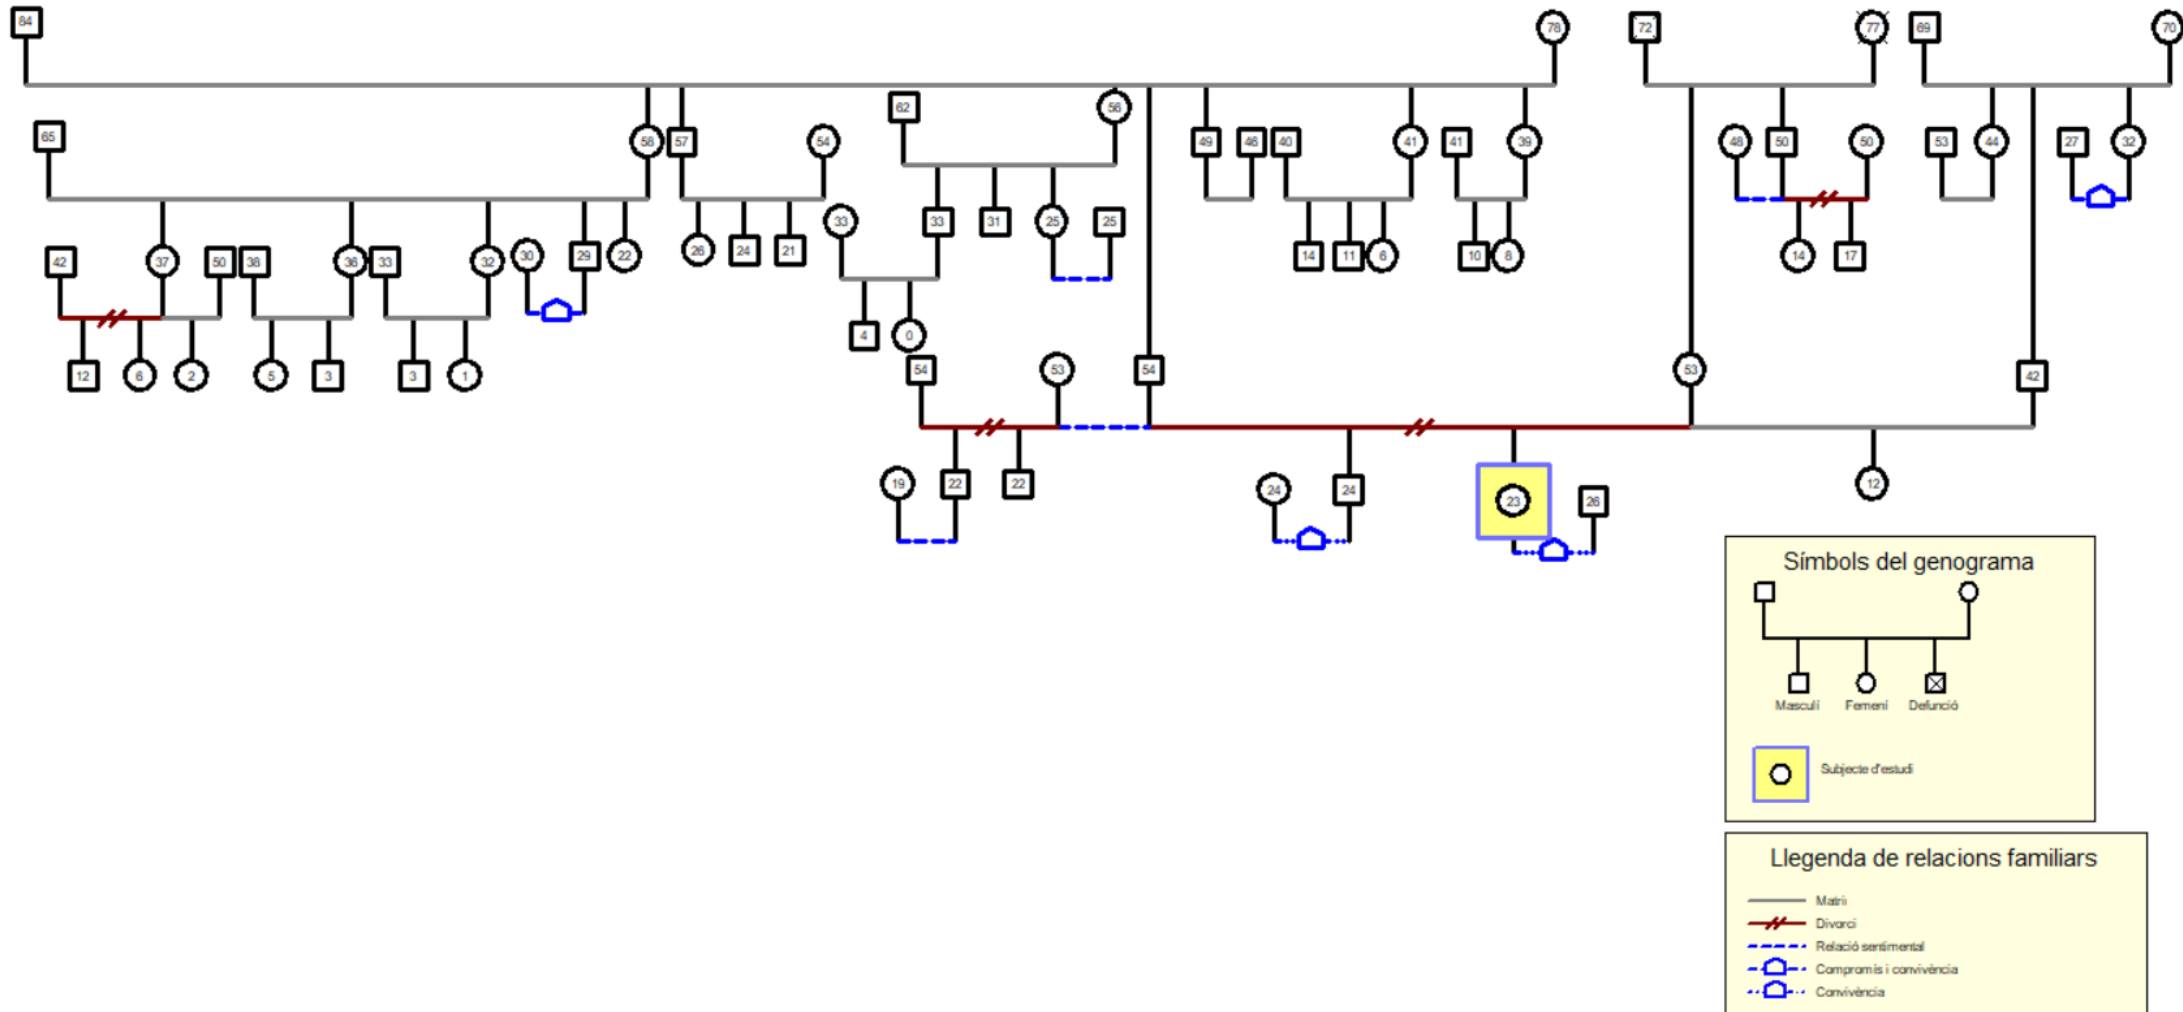 84 78 72 77 69 70
62 56
65 58 57 54 49 46 40 41 41 39 48 50 50 53 44 27 32
33 33 31 25 25
26 24 21 14 11 6 10 8 14 17
42 37 50 38 36 33 32 30 29 22
4 0
12 6 2 5 3 3 1 54 53 54 53 42
19 22 22 24 24 23 26 12
Símbols del genograma
Masculí Femení Defunció
Subjecte d'estudi
Llegenda de relacions familiars
Matri
Divorci
Relació sentimental
Compromís i convivència
Convivència